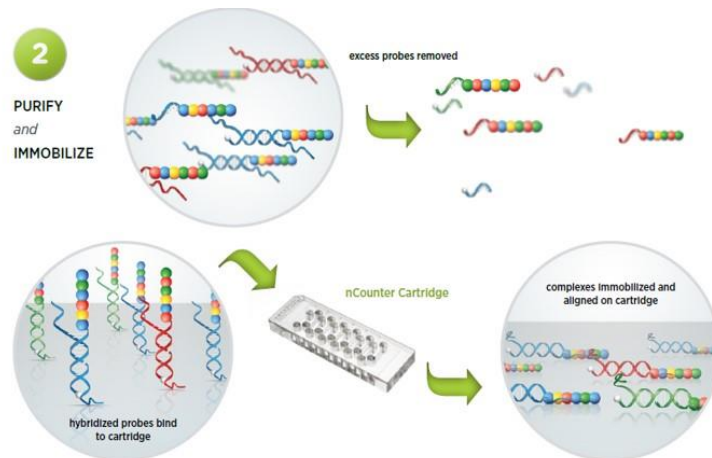 2
excess probes removed
PURIFY
and
IMMOBILIZE
nCounter Cartridge
complexes immobilized and
aligned on cartridge
hybridized probes bind
to cartridge